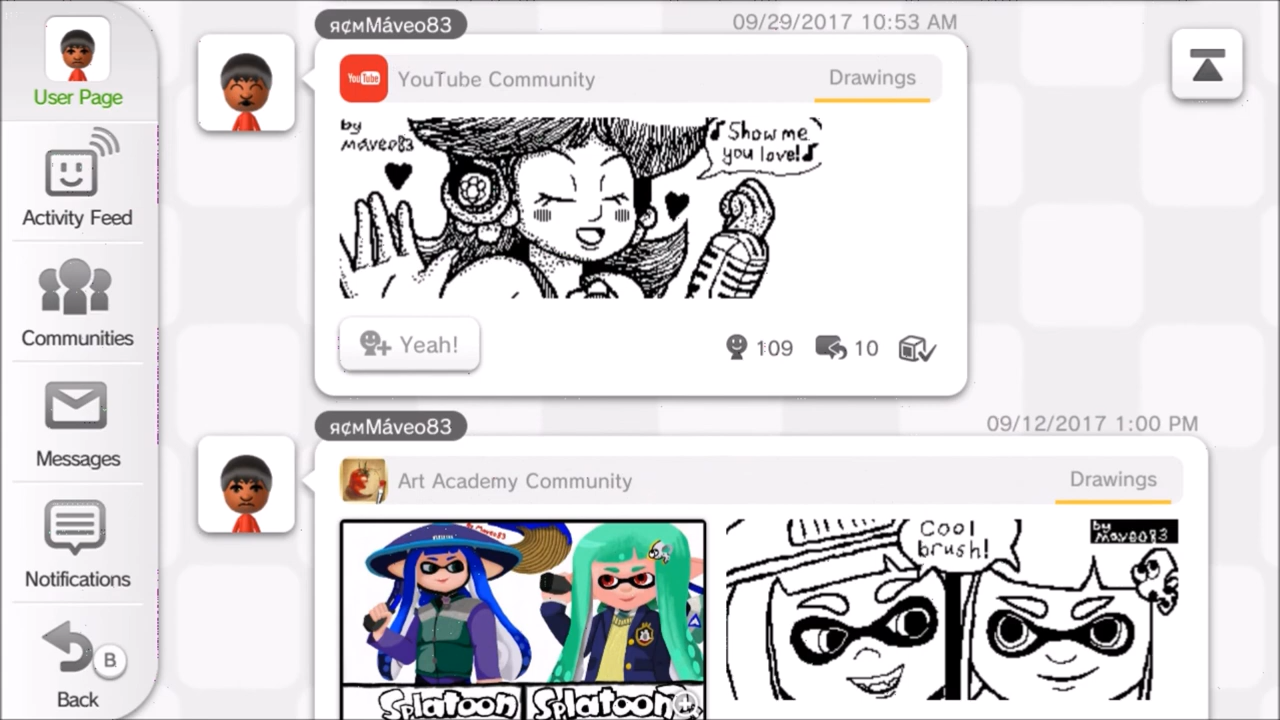 User Page
Activity Feed
Communities
Messages
Notifications
B
Back
я¢мMáveo83
09/29/2017 10:53 AM
YouTube
YouTube Community
Drawings
by
maveo83
♪ Show me
you love!♪
Yeah!
109
10
я¢мMáveo83
09/12/2017 1:00 PM
Art Academy Community
Drawings
Splatoon
Splatoon
Cool
brush!
by
maveo83